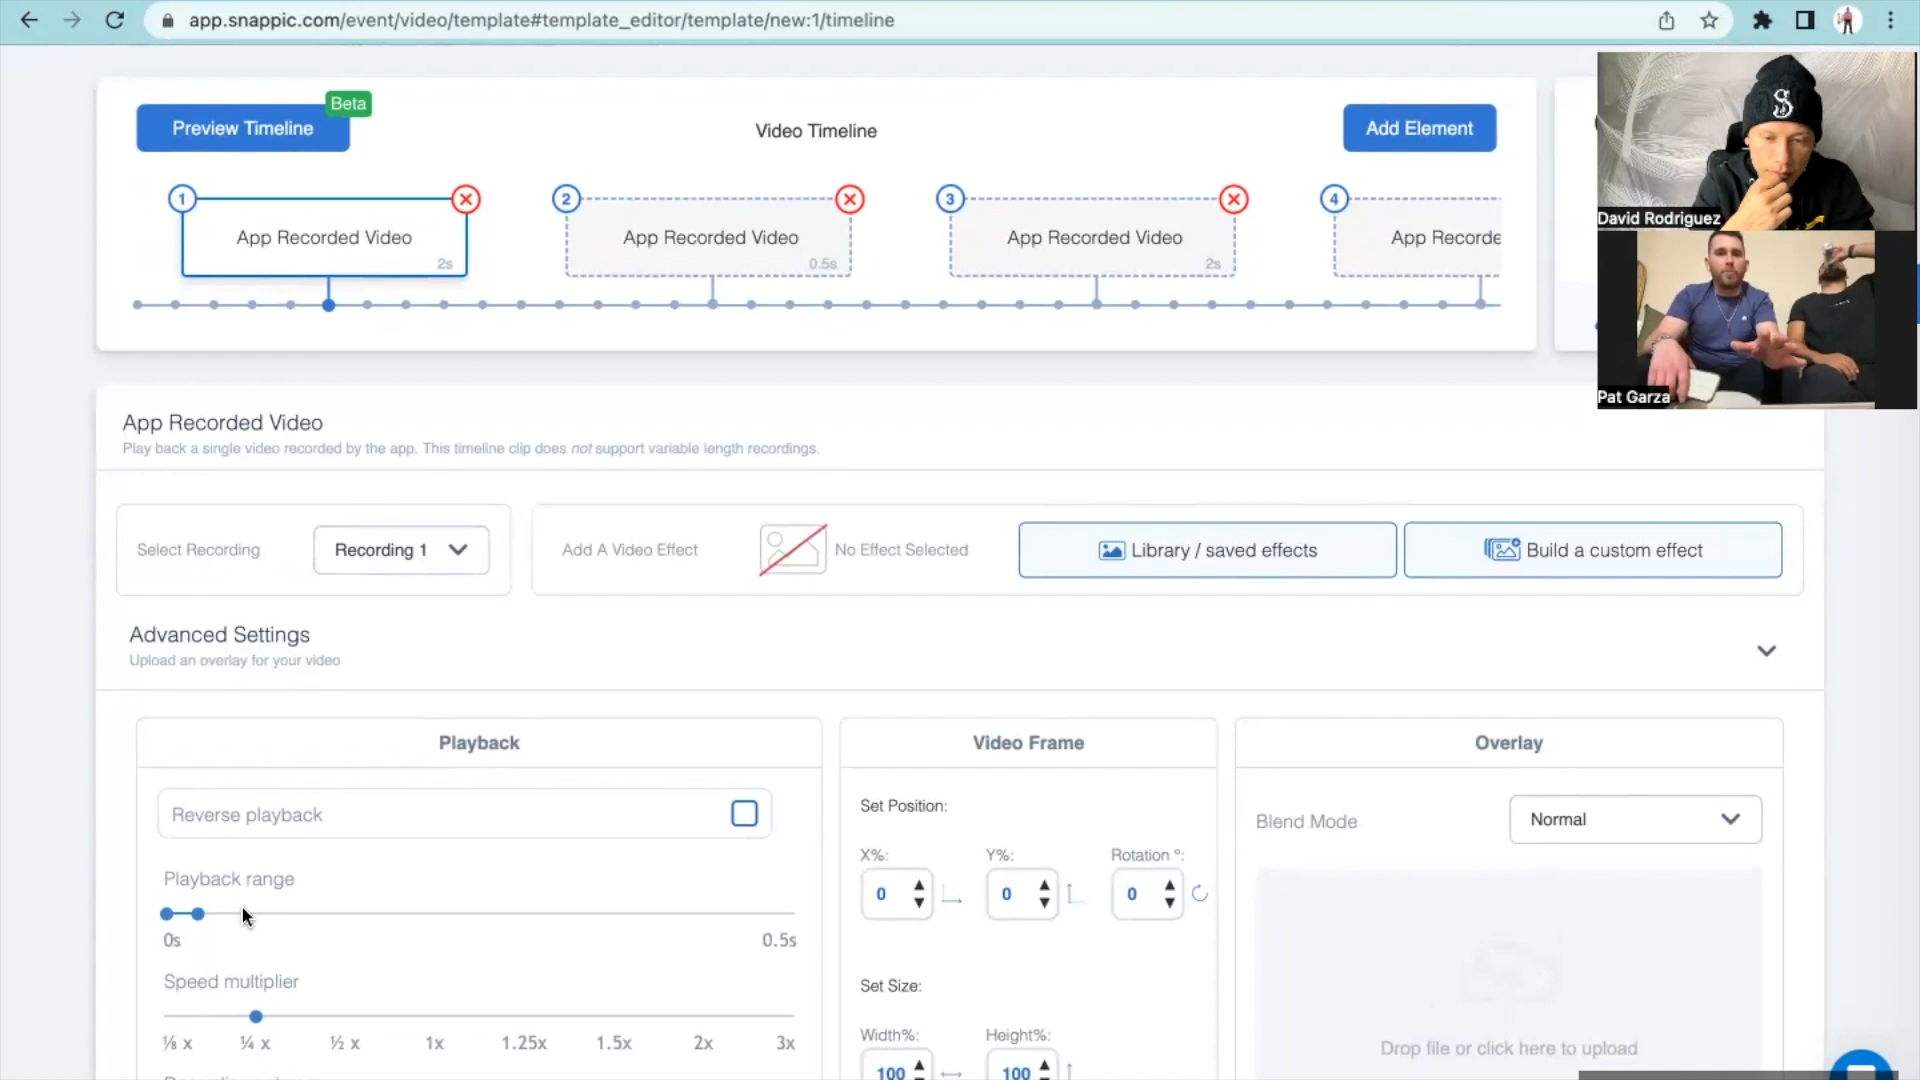 app.snappic.com/event/video/template#template_editor/template/new:1/timeline
Preview Timeline
Beta
Video Timeline
Add Element
1
App Recorded Video
2s
2
App Recorded Video
0.5s
3
App Recorded Video
2s
4
App Recorde
David Rodriguez
Pat Garza
App Recorded Video
Play back a single video recorded by the app. This timeline clip does not support variable length recordings.
Select Recording
Recording 1
Add A Video Effect
No Effect Selected
Library / saved effects
Build a custom effect
Advanced Settings
Upload an overlay for your video
Playback
Reverse playback
Playback range
0s
0.5s
Speed multiplier
⅛ x
¼ x
½ x
1x
1.25x
1.5x
2x
3x
Video Frame
Set Position:
X%:
Y%:
Rotation °:
0
0
0
Set Size:
Width%:
Height%:
100
100
Overlay
Blend Mode
Normal
Drop file or click here to upload